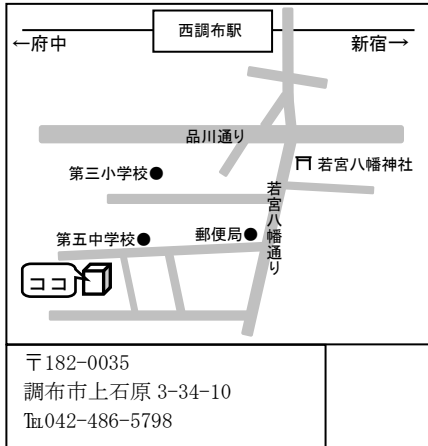 西調布駅
←府中
新宿→
品川通り
若宮八幡神社
第三小学校
若宮八幡通り
郵便局
第五中学校
ココ
〒182-0035
調布市上石原 3-34-10
℡042-486-5798